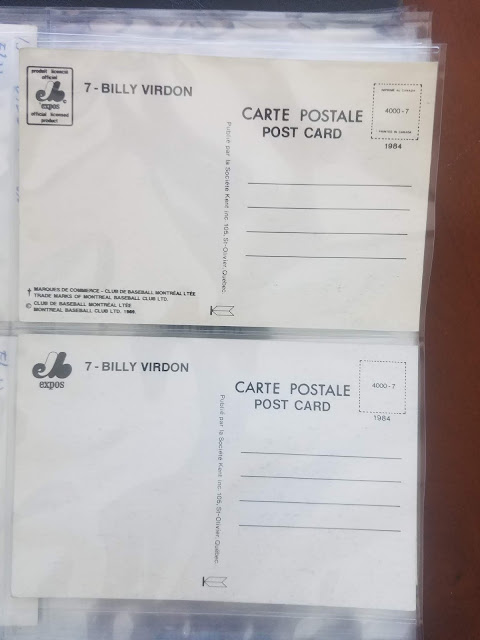 produit licencié
officiel
expos
official licensed
product
7 - BILLY VIRDON
CARTE POSTALE
POST CARD
4000-7
1984
Publié par la Société Kent inc. 105, St-Olivier, Québec.
† MARQUES DE COMMERCE - CLUB DE BASEBALL MONTRÉAL LTÉE
TRADE MARKS OF MONTREAL BASEBALL CLUB LTD.
© CLUB DE BASEBALL MONTRÉAL LTÉE
MONTREAL BASEBALL CLUB LTD. 1969.
expos
7 - BILLY VIRDON
CARTE POSTALE
POST CARD
4000-7
1984
Publié par la Société Kent inc. 105, St-Olivier, Québec.